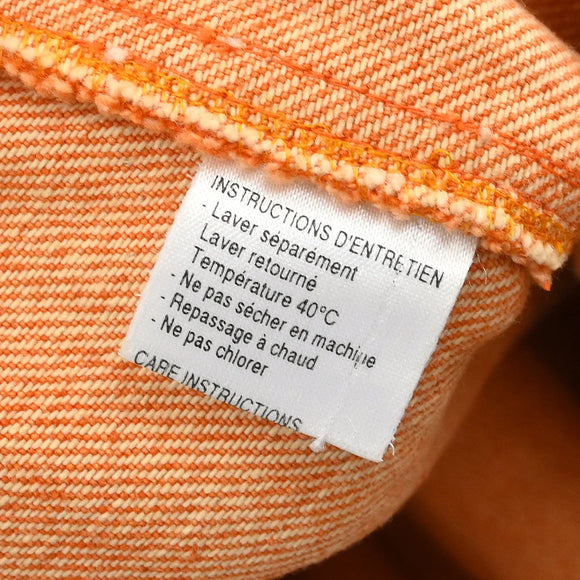 INSTRUCTIONS D'ENTRETIEN
- Laver séparément
Laver retourné
Température 40°C
- Ne pas sécher en machine
- Repassage à chaud
- Ne pas chlorer
CARE INSTRUCTIONS